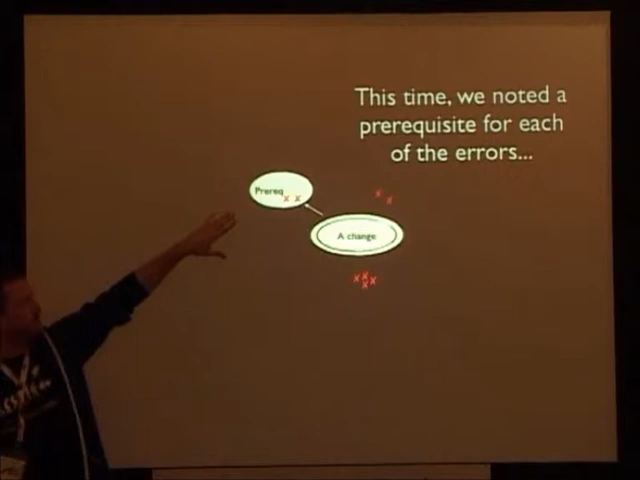 This time, we noted a
prerequisite for each
of the errors...
Prereq
x x
x x
A change
x x x
x